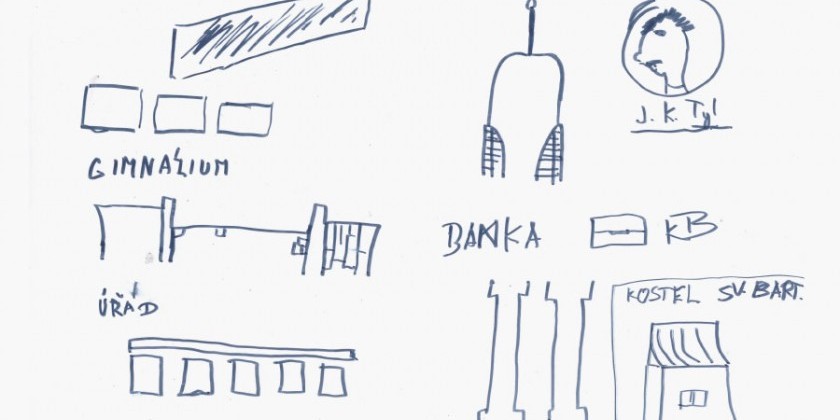 J. K. Tyl
GIMNAZIUM
BANKA
KB
ÚŘAD
KOSTEL SV. BART.